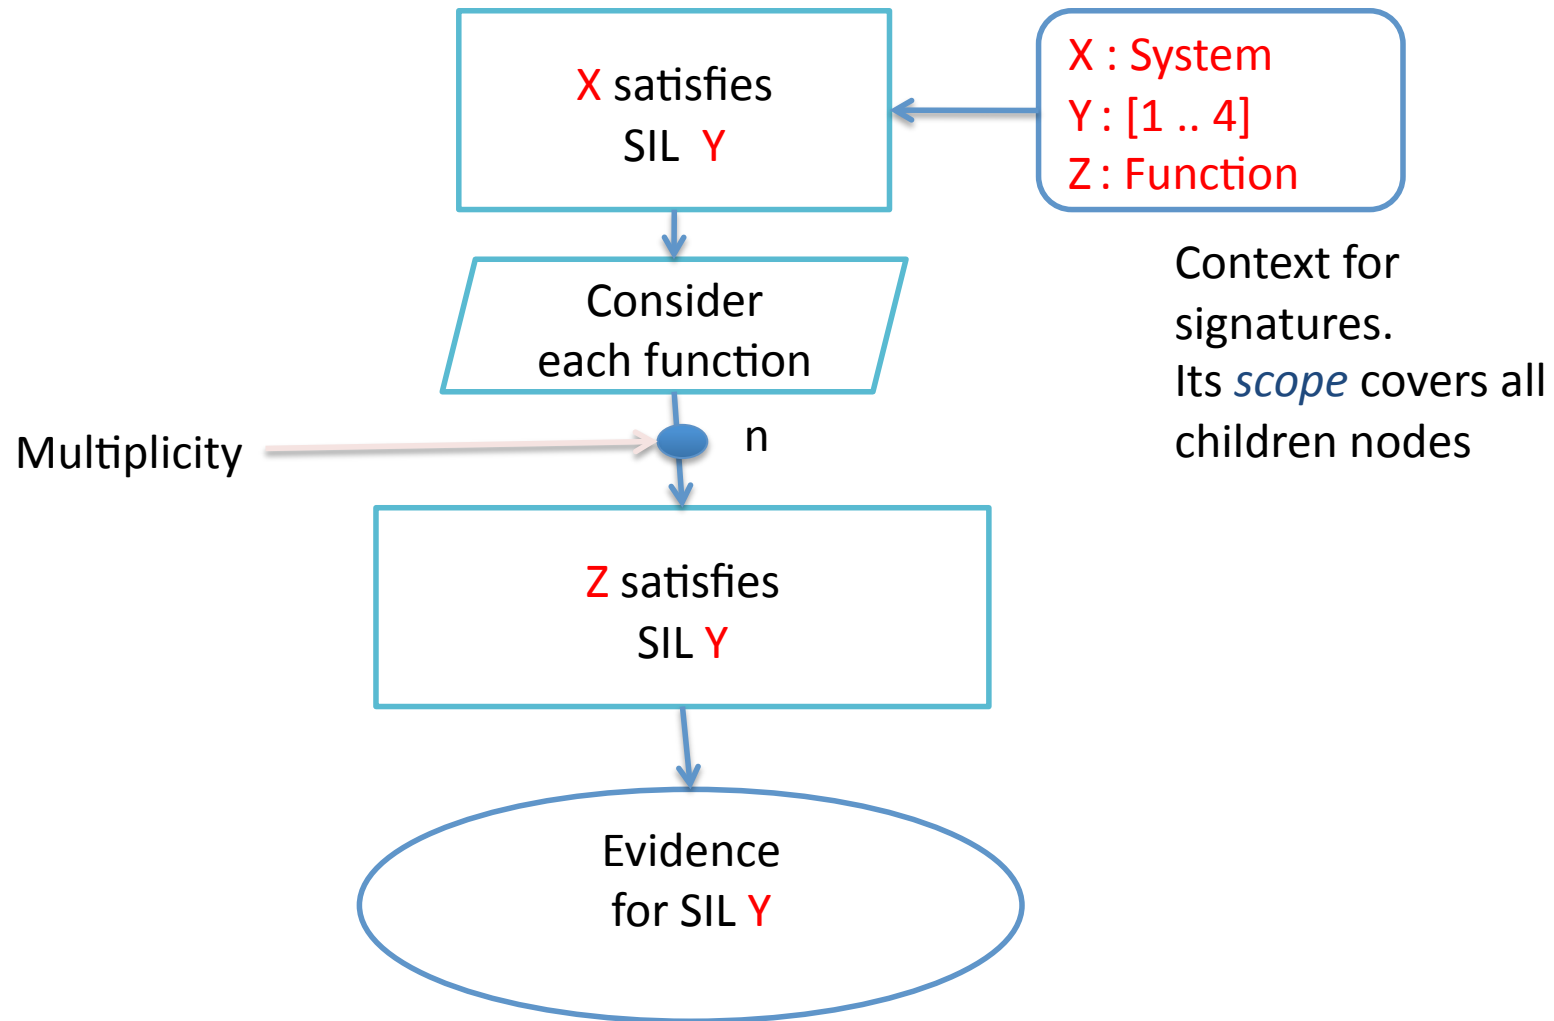 X satisfies
SIL Y
X : System
Y : [1 .. 4]
Z : Function
Consider
each function
Context for
signatures.
Its scope covers all
children nodes
Multiplicity
n
Z satisfies
SIL Y
Evidence
for SIL Y